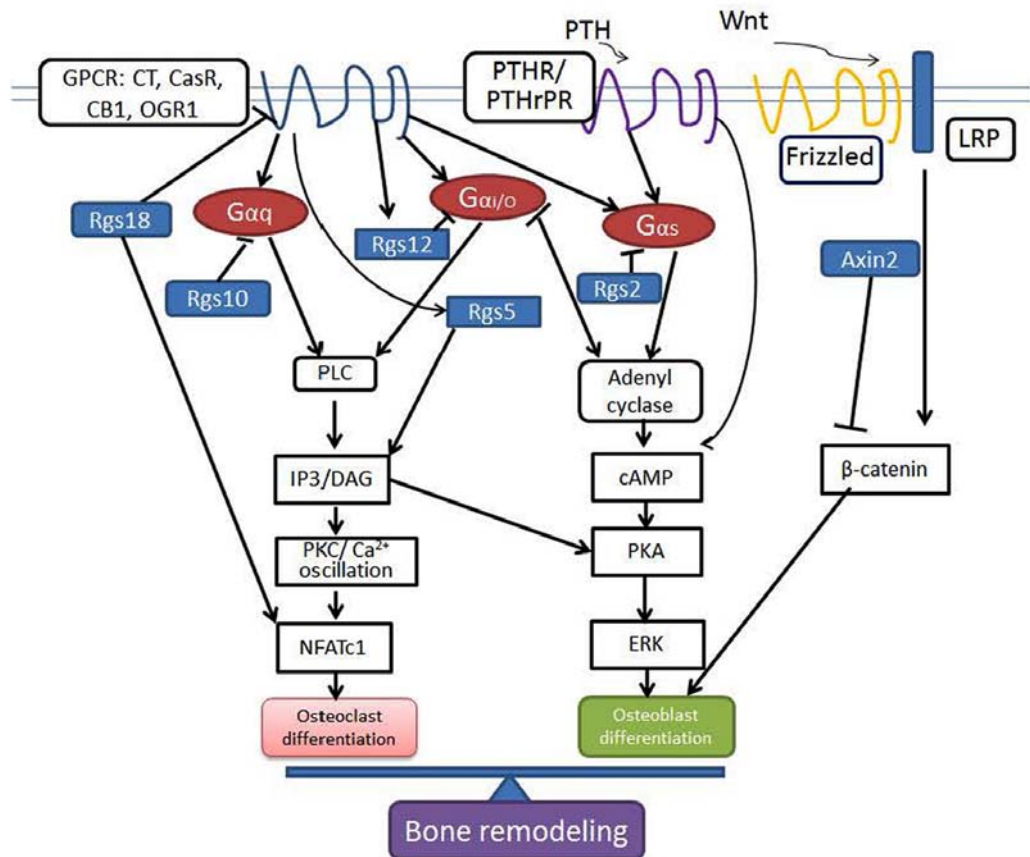 PTH
Wnt
GPCR: CT, CasR,
CB1, OGR1
PTHR/
PTHrPR
Frizzled
LRP
Rgs18
Gαq
Gαi/o
Gαs
Rgs12
Rgs10
Rgs2
Rgs5
Axin2
PLC
Adenyl
cyclase
IP3/DAG
cAMP
β-catenin
PKC/ Ca²⁺
oscillation
PKA
NFATc1
ERK
Osteoclast
differentiation
Osteoblast
differentiation
Bone remodeling